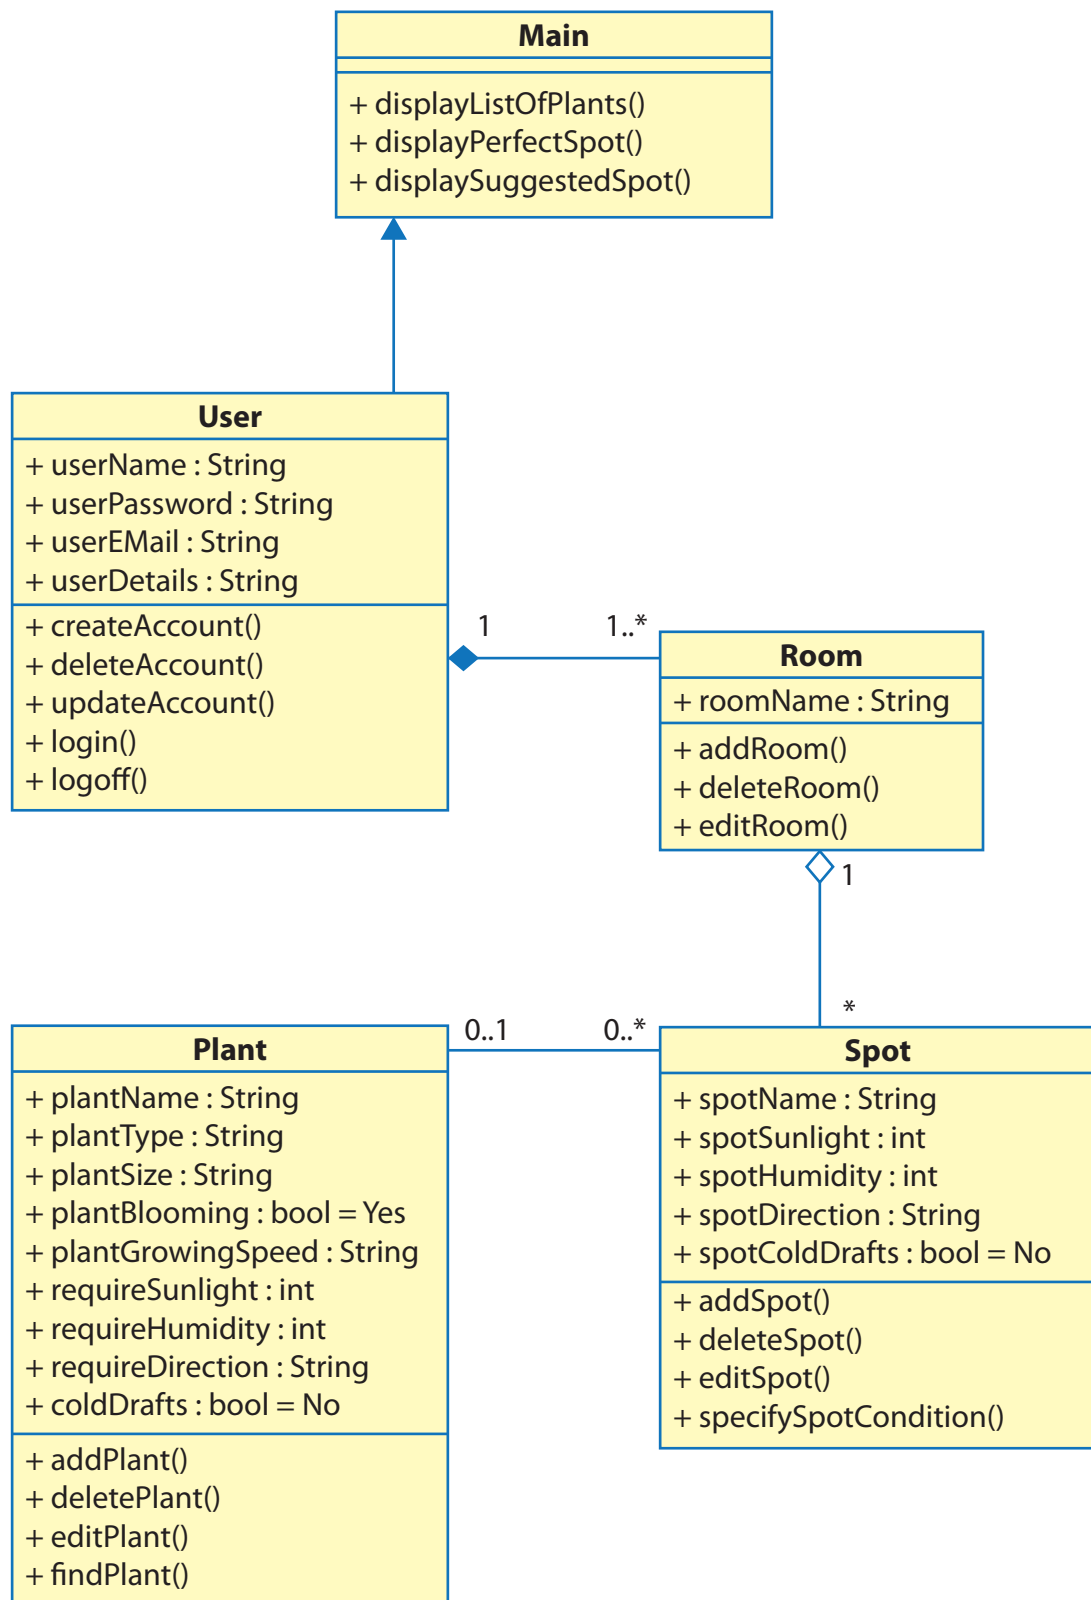 Main
+ displayListOfPlants()
+ displayPerfectSpot()
+ displaySuggestedSpot()
User
+ userName : String
+ userPassword : String
+ userEMail : String
+ userDetails : String
+ createAccount()
+ deleteAccount()
+ updateAccount()
+ login()
+ logoff()
1
1..*
Room
+ roomName : String
+ addRoom()
+ deleteRoom()
+ editRoom()
1
*
0..1
0..*
Plant
+ plantName : String
+ plantType : String
+ plantSize : String
+ plantBlooming : bool = Yes
+ plantGrowingSpeed : String
+ requireSunlight : int
+ requireHumidity : int
+ requireDirection : String
+ coldDrafts : bool = No
+ addPlant()
+ deletePlant()
+ editPlant()
+ findPlant()
Spot
+ spotName : String
+ spotSunlight : int
+ spotHumidity : int
+ spotDirection : String
+ spotColdDrafts : bool = No
+ addSpot()
+ deleteSpot()
+ editSpot()
+ specifySpotCondition()